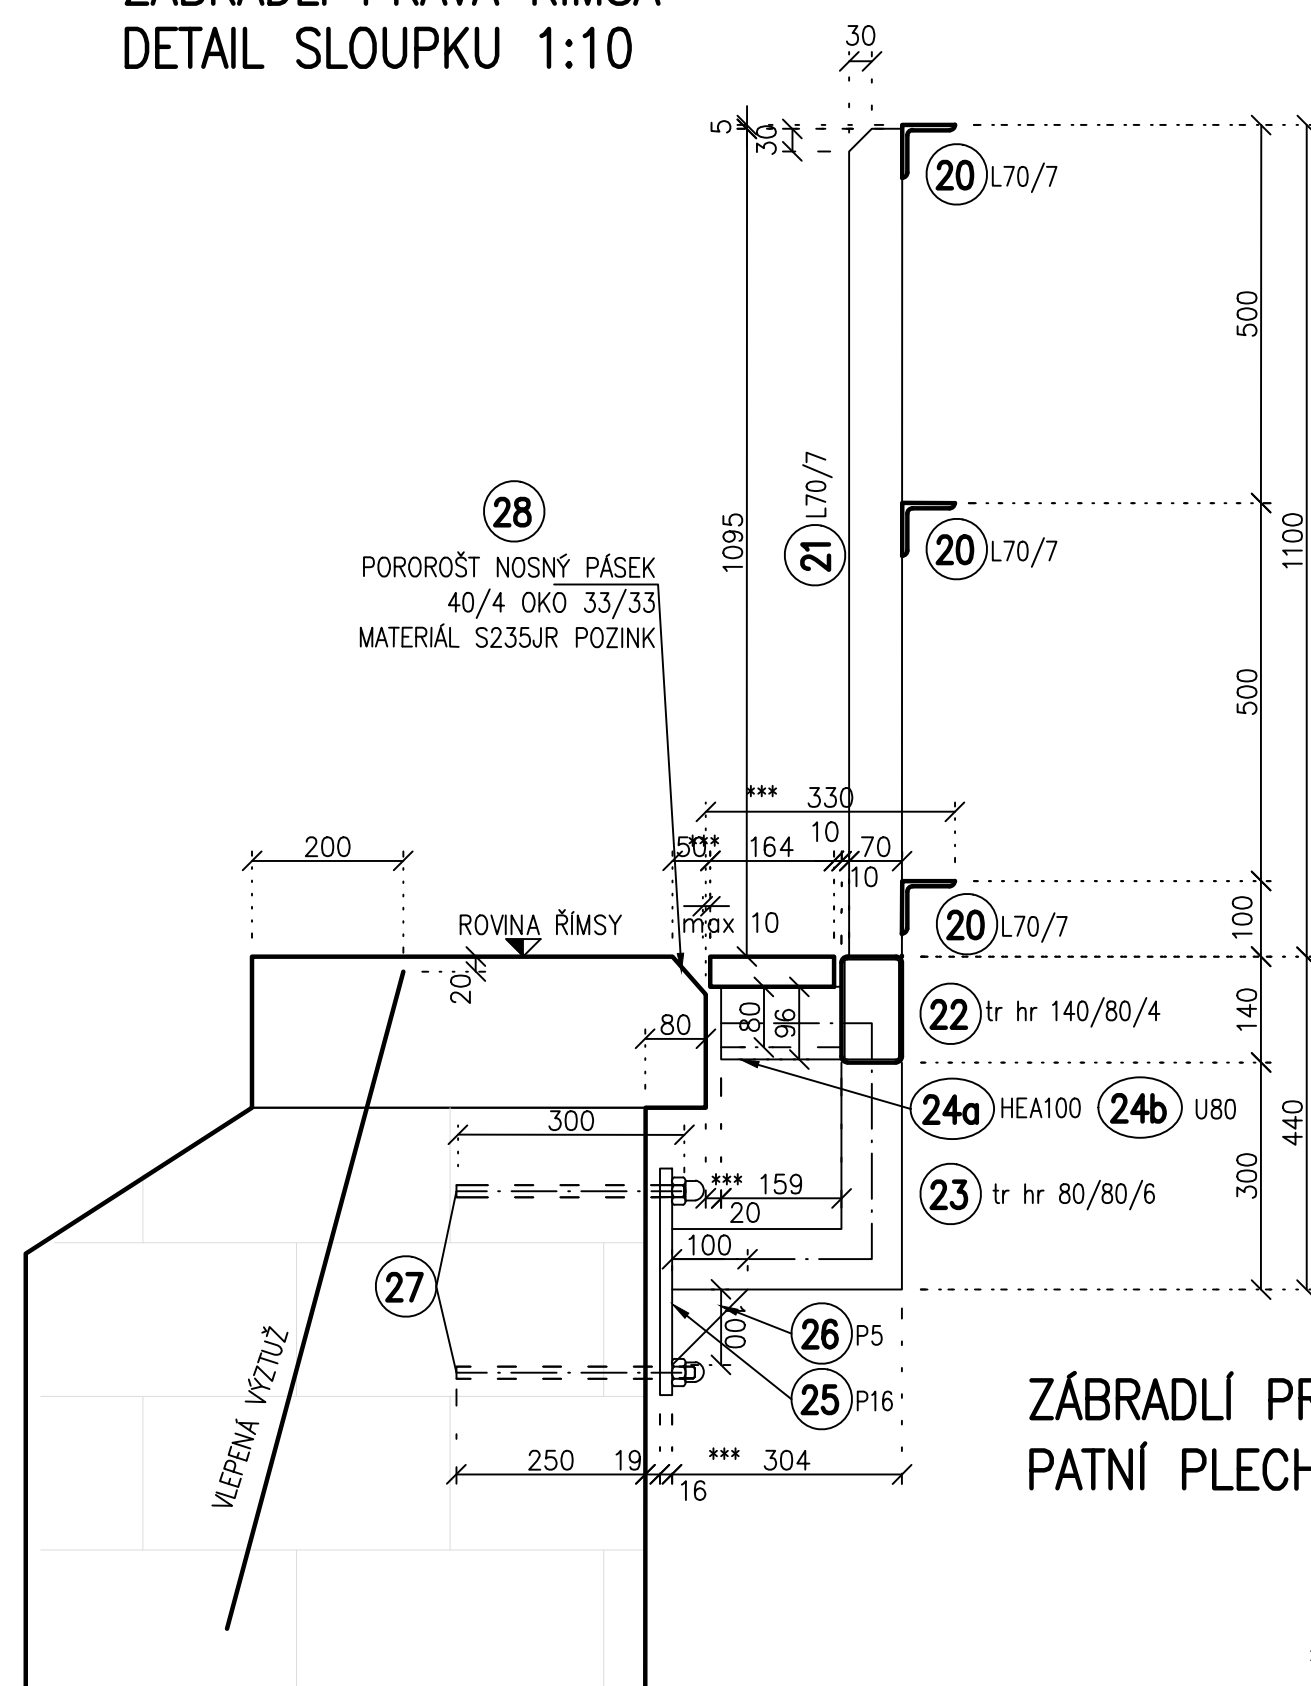 ZÁBRADLÍ PRAVÁ ŘÍMSA
DETAIL SLOUPKU 1:10
30
5
30
20 L70/7
500
1095
21 L70/7
1100
28
POROROŠT NOSNÝ PÁSEK
40/4 OKO 33/33
MATERIÁL S235JR POZINK
20 L70/7
500
*** 330
10
200
50 *** 164
70
10
max 10
20 L70/7
100
ROVINA ŘÍMSY
20
80
80
96
22 tr hr 140/80/4
140
24a HEA100 24b U80
440
300
*** 159
20
23 tr hr 80/80/6
300
100
27
100
26 P5
25 P16
VLEPENÁ VÝZTUŽ
250 19 *** 304
16
ZÁBRADLÍ PR
PATNÍ PLECH